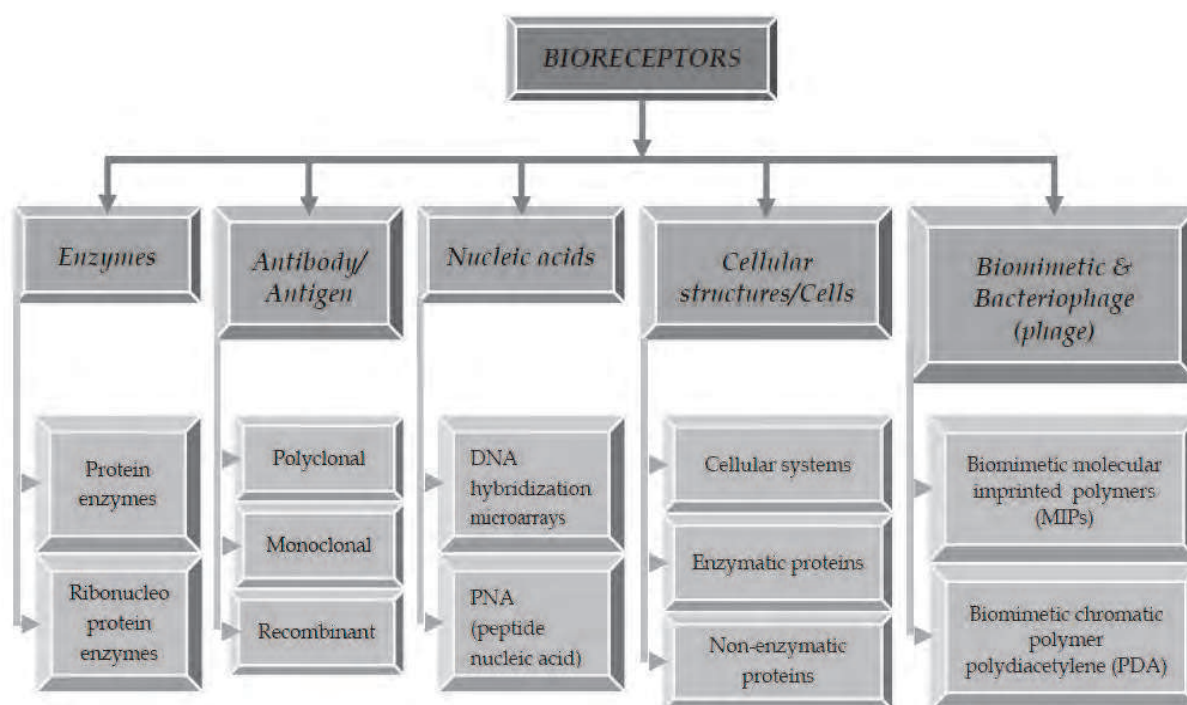 BIORECEPTORS
Enzymes
Antibody/
Antigen
Nucleic acids
Cellular
structures/Cells
Biomimetic &
Bacteriophage
(phage)
Protein
enzymes
Ribonucleo
protein
enzymes
Polyclonal
Monoclonal
Recombinant
DNA
hybridization
microarrays
PNA
(peptide
nucleic acid)
Cellular systems
Enzymatic proteins
Non-enzymatic
proteins
Biomimetic molecular
imprinted polymers
(MIPs)
Biomimetic chromatic
polymer
polydiacetylene (PDA)